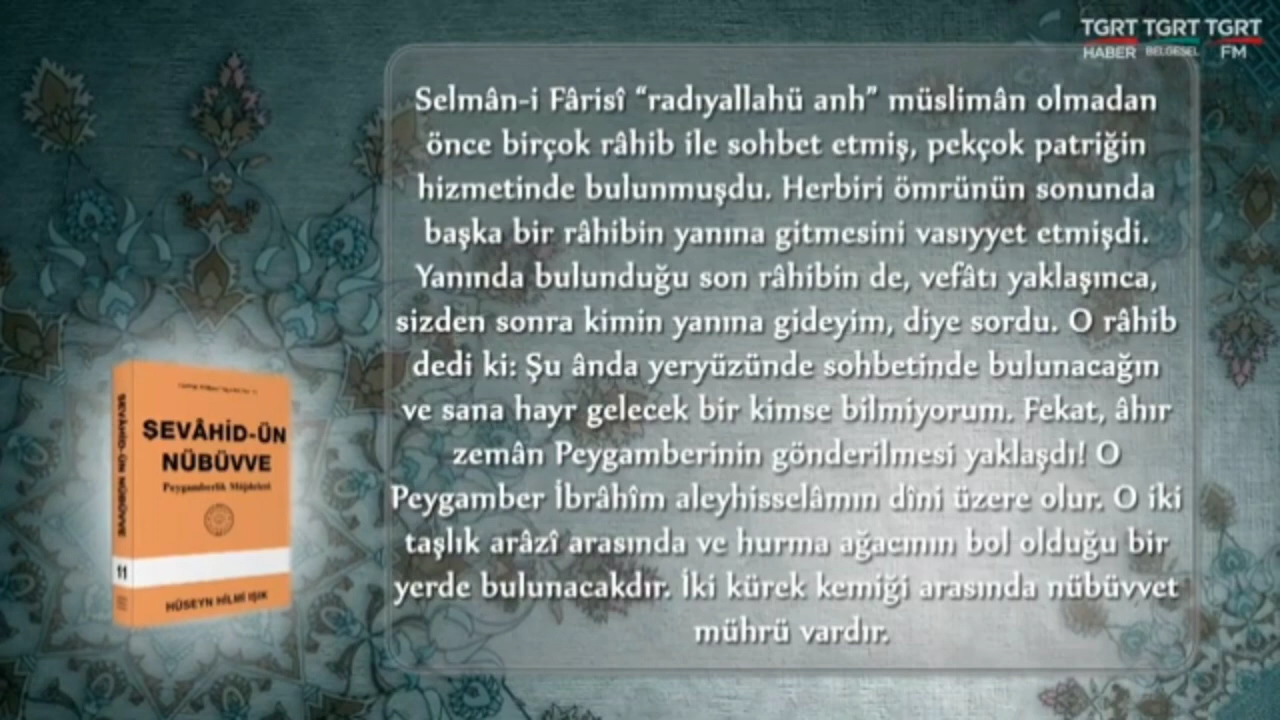 TGRT HABER TGRT BELGESEL TGRT FM
Selmân-i Fârisî “radıyallahü anh” müslimân olmadan
önce birçok râhib ile sohbet etmiş, pekçok patriğin
hizmetinde bulunmuşdu. Herbiri ömrünün sonunda
başka bir râhibin yanına gitmesini vasıyyet etmişdi.
Yanında bulunduğu son râhibin de, vefâtı yaklaşınca,
sizden sonra kimin yanına gideyim, diye sordu. O râhib
dedi ki: Şu ânda yeryüzünde sohbetinde bulunacağın
ve sana hayr gelecek bir kimse bilmiyorum. Fekat, âhır
zemân Peygamberinin gönderilmesi yaklaşdı! O
Peygamber İbrâhîm aleyhisselâmın dîni üzere olur. O iki
taşlık arâzî arasında ve hurma ağacının bol olduğu bir
yerde bulunacakdır. İki kürek kemiği arasında nübüvvet
mührü vardır.
ŞEVÂHİD-ÜN
NÜBÜVVE
Peygamberlik Müjdeleri
HÜSEYN HİLMİ IŞIK
ŞEVÂHİD-ÜN NÜBÜVVE
11